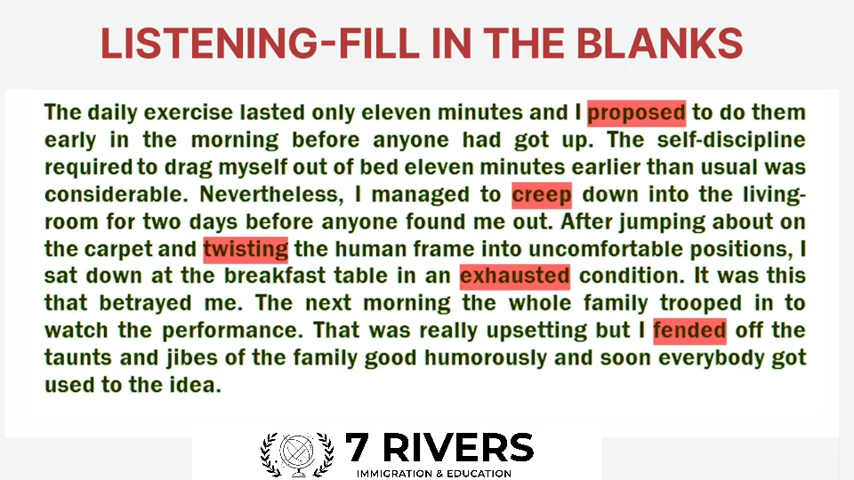 LISTENING-FILL IN THE BLANKS
The daily exercise lasted only eleven minutes and I proposed to do them
early in the morning before anyone had got up. The self-discipline
required to drag myself out of bed eleven minutes earlier than usual was
considerable. Nevertheless, I managed to creep down into the living-
room for two days before anyone found me out. After jumping about on
the carpet and twisting the human frame into uncomfortable positions, I
sat down at the breakfast table in an exhausted condition. It was this
that betrayed me. The next morning the whole family trooped in to
watch the performance. That was really upsetting but I fended off the
taunts and jibes of the family good humorously and soon everybody got
used to the idea.
7 RIVERS
IMMIGRATION & EDUCATION